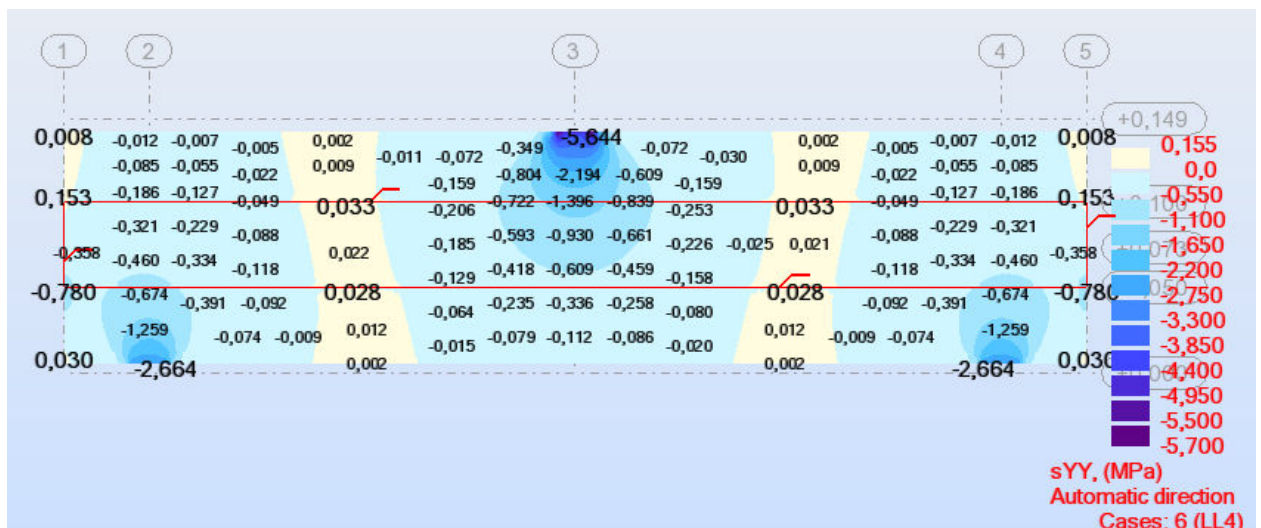 1 2 3 4 5
+0,149
0,008 -0,012 -0,007 -0,005 0,002 -0,349 -5,644 -0,072 0,002 -0,005 -0,007 -0,012 0,008 0,155
-0,085 -0,055 -0,022 0,009 -0,011 -0,072 -0,804 -2,194 -0,609 -0,030 0,009 -0,022 -0,055 -0,085 0,0
0,153 -0,186 -0,127 -0,049 0,033 -0,159 -0,722 -1,396 -0,839 -0,159 0,033 -0,049 -0,127 -0,186 0,153 -0,550
-0,206 -0,253 -1,100
-0,321 -0,229 -0,088 -0,185 -0,593 -0,930 -0,661 -0,226 -0,025 0,021 -0,088 -0,229 -0,321 -1,650
-0,358 0,022 -0,358
-0,460 -0,334 -0,118 -0,129 -0,418 -0,609 -0,459 -0,158 -0,118 -0,334 -0,460 -2,200
-0,780 -0,674 -0,391 -0,092 0,028 -0,064 -0,235 -0,336 -0,258 -0,080 0,028 -0,092 -0,391 -0,674 -0,780 -2,750
-1,259 -0,074 -0,009 0,012 -0,015 -0,079 -0,112 -0,086 -0,020 0,012 -0,009 -0,074 -1,259 -3,300
-3,850
0,030 -2,664 0,002 0,002 -2,664 0,030
-4,400
-4,950
-5,500
-5,700
sYY, (MPa)
Automatic direction
Cases: 6 (LL4)